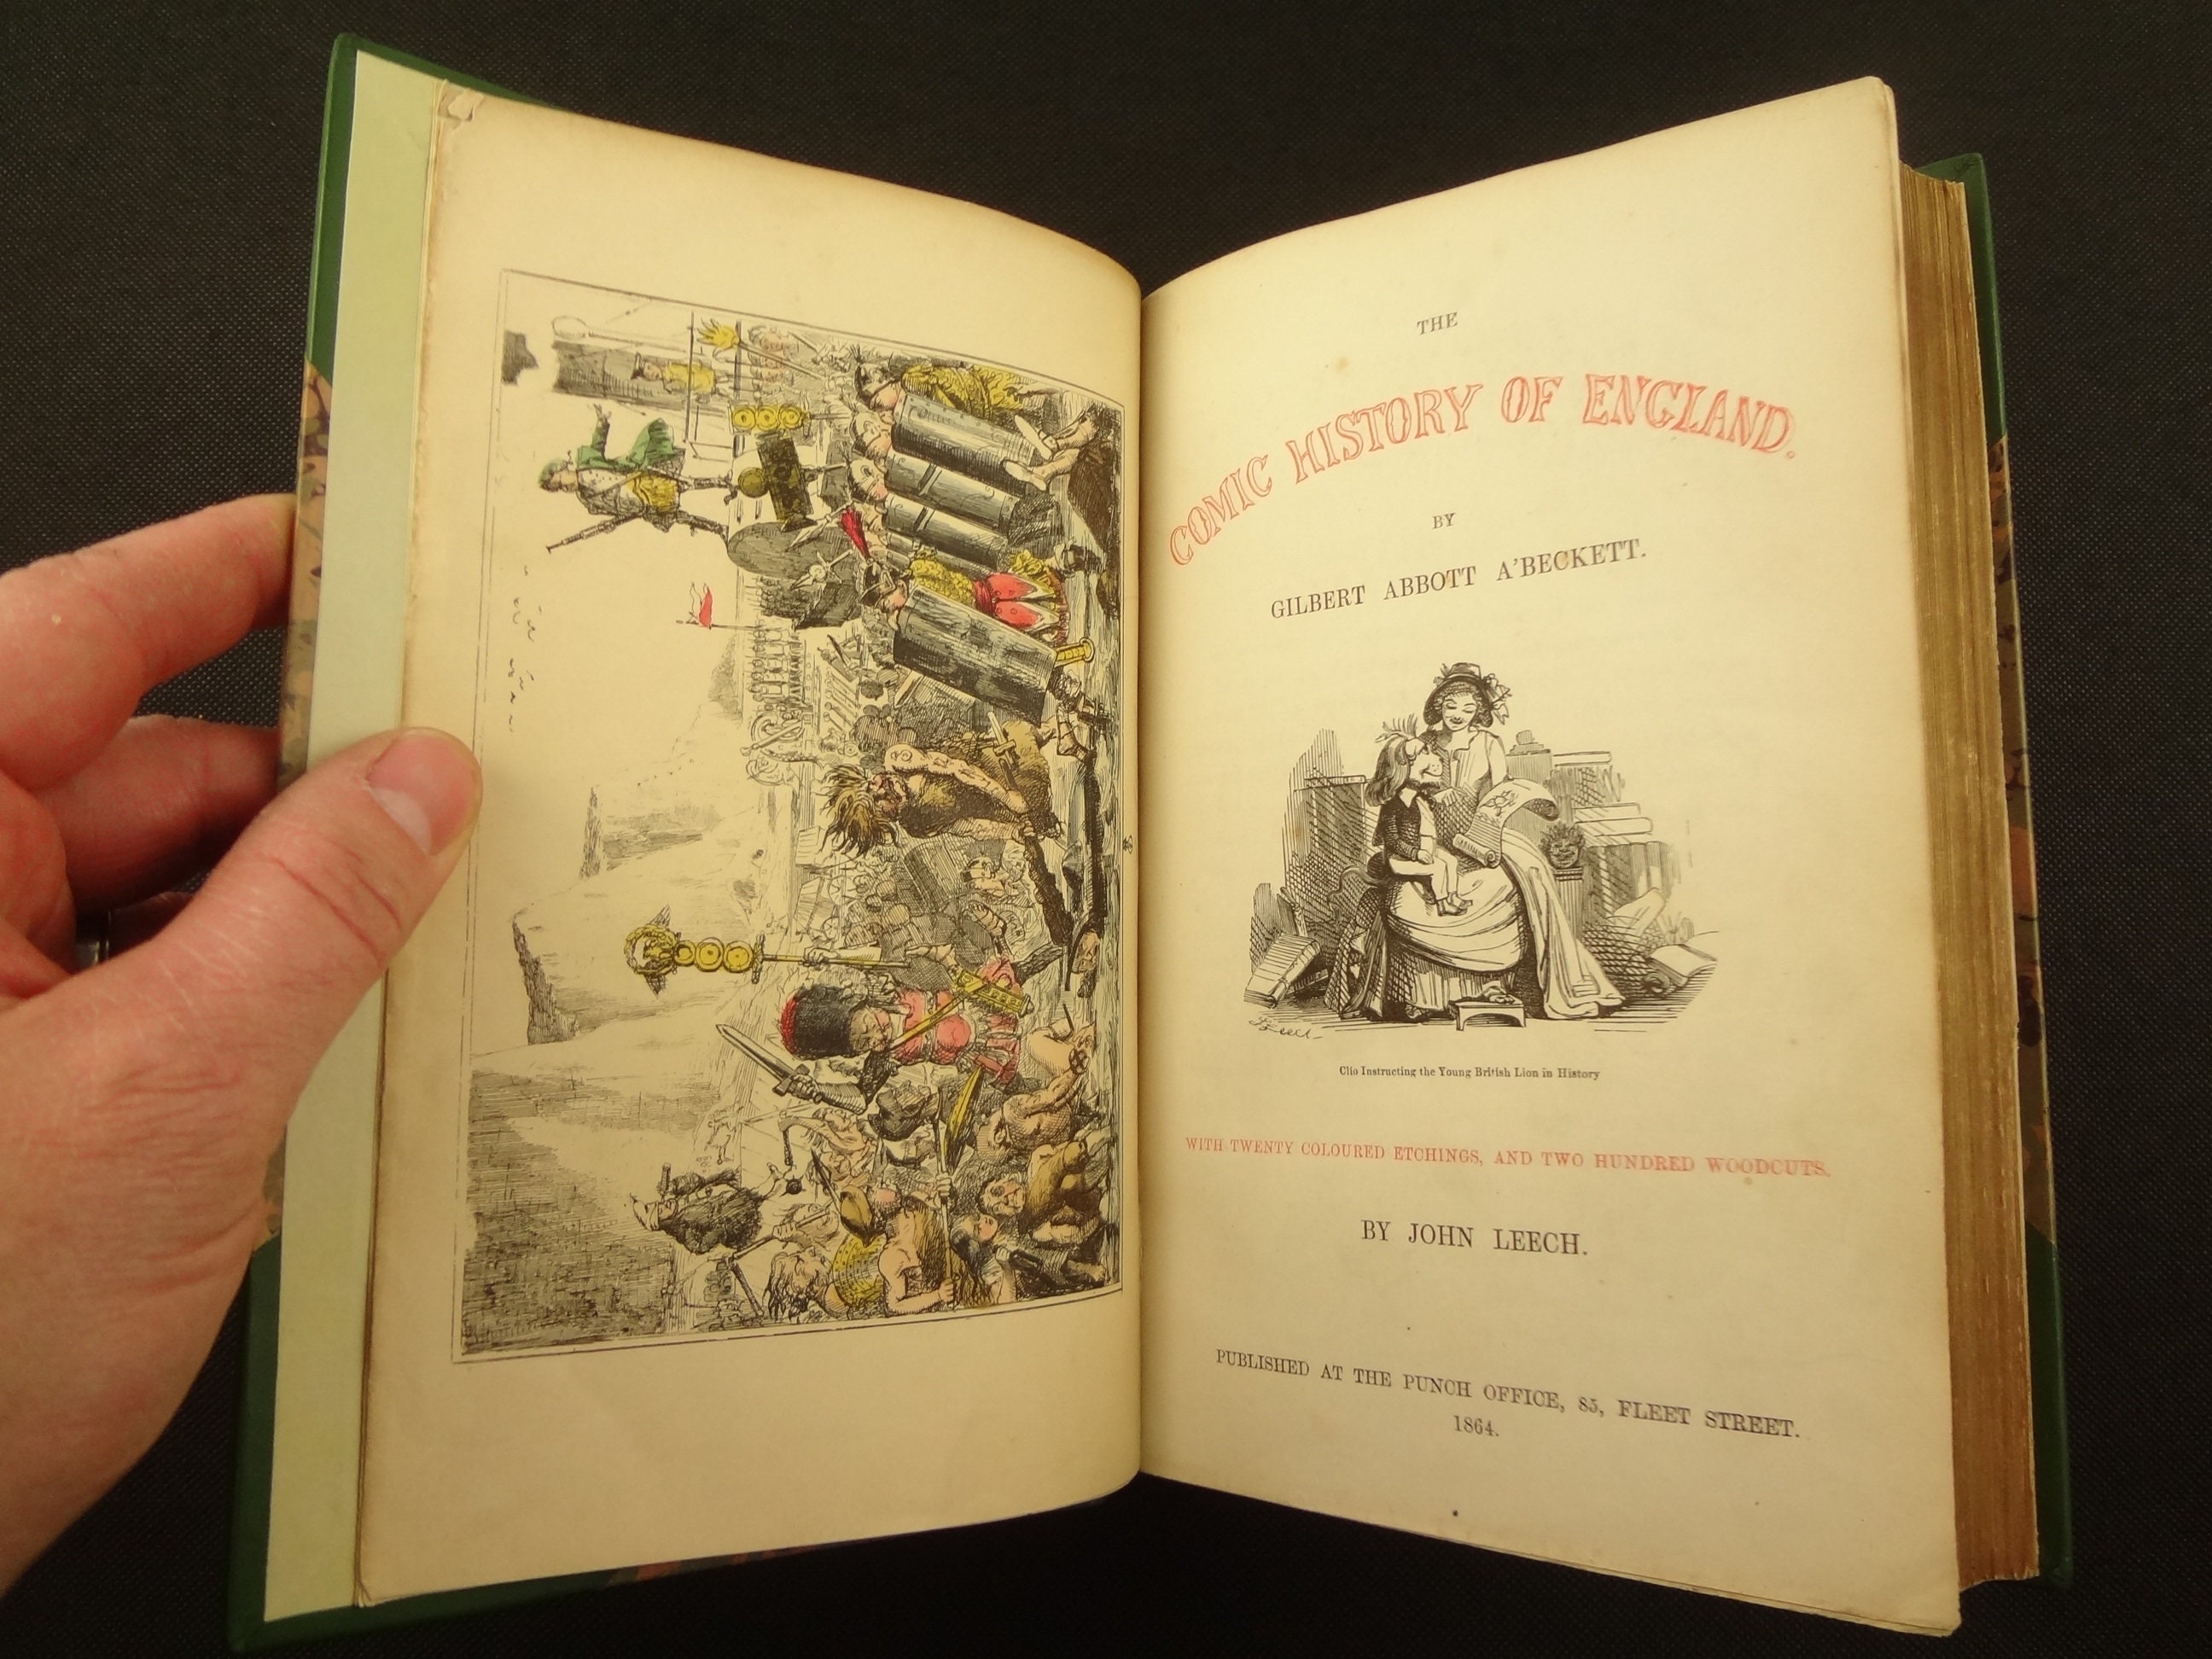 THE
COMIC HISTORY OF ENGLAND.
BY
GILBERT ABBOTT A'BECKETT.
J Leech
Clio Instructing the Young British Lion in History
WITH TWENTY COLOURED ETCHINGS, AND TWO HUNDRED WOODCUTS.
BY JOHN LEECH.
PUBLISHED AT THE PUNCH OFFICE, 85, FLEET STREET.
1864.